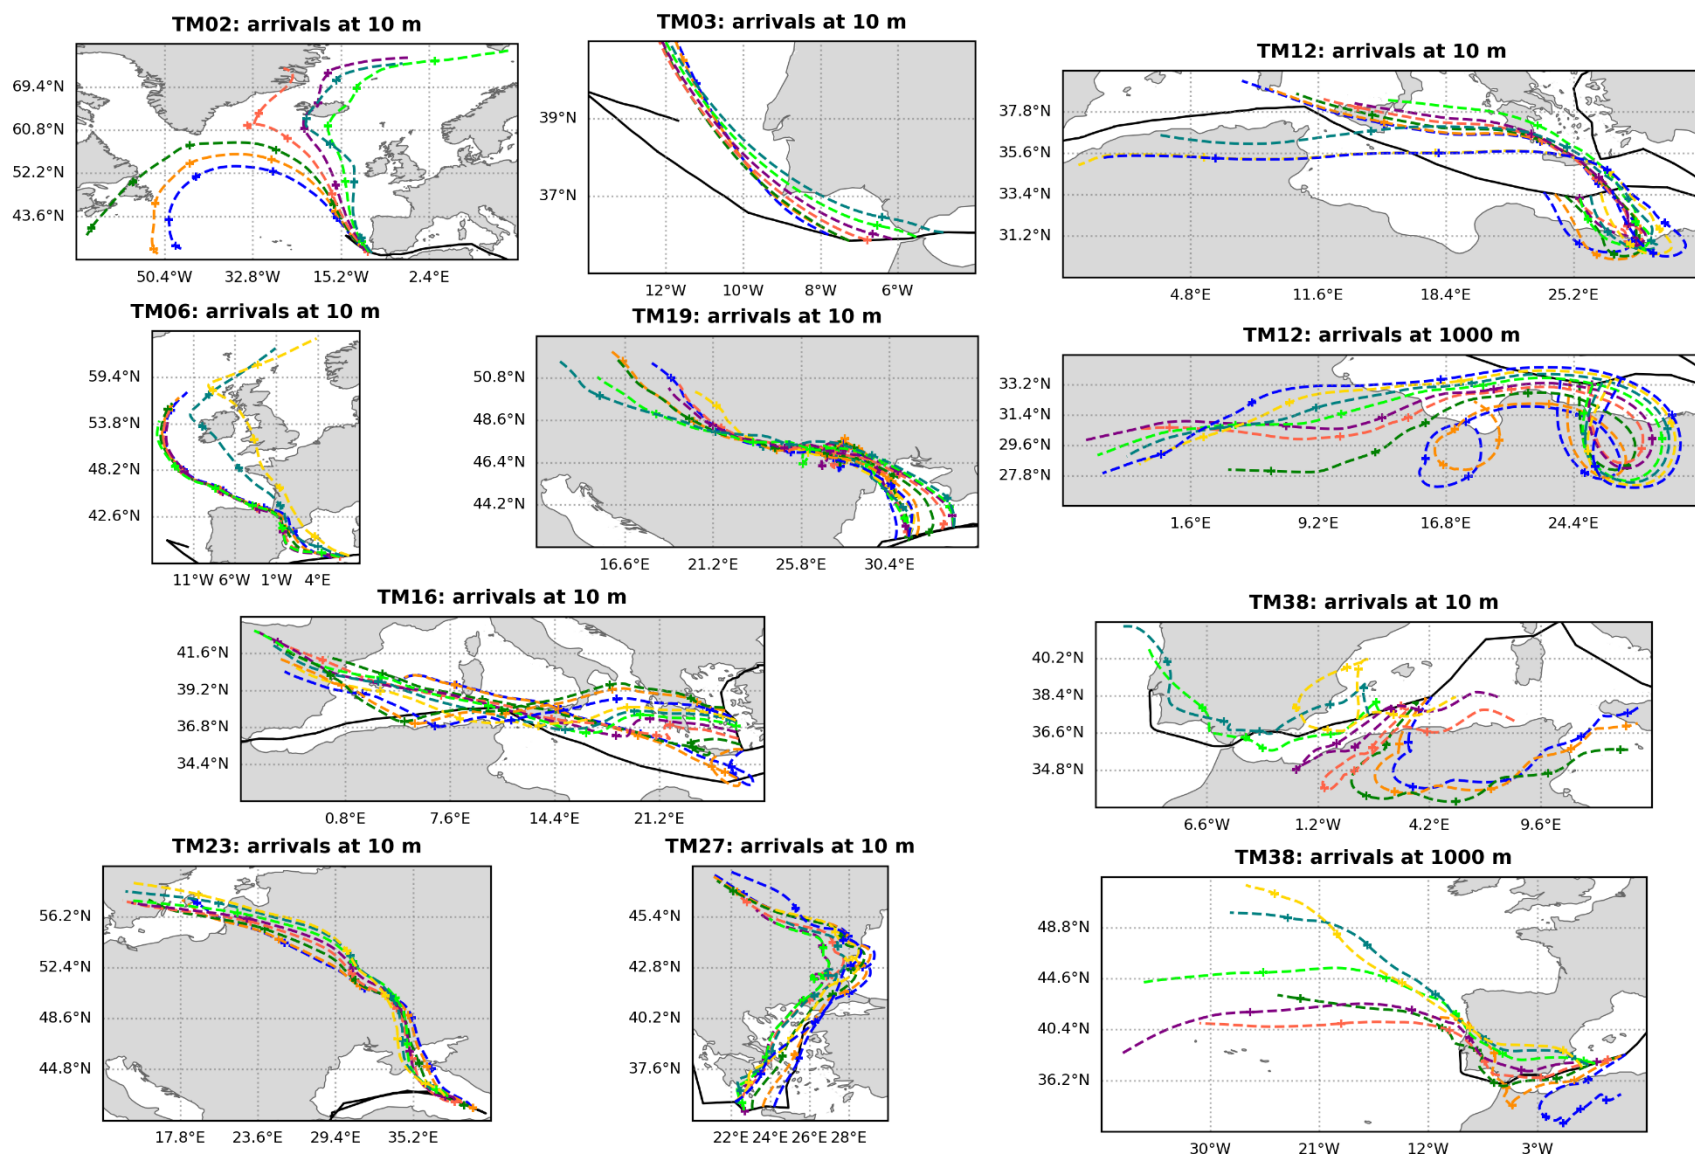 TM02: arrivals at 10 m
69.4°N
60.8°N
52.2°N
43.6°N
50.4°W 32.8°W 15.2°W 2.4°E
TM03: arrivals at 10 m
39°N
37°N
12°W 10°W 8°W 6°W
TM12: arrivals at 10 m
37.8°N
35.6°N
33.4°N
31.2°N
4.8°E 11.6°E 18.4°E 25.2°E
TM06: arrivals at 10 m
59.4°N
53.8°N
48.2°N
42.6°N
11°W 6°W 1°W 4°E
TM19: arrivals at 10 m
50.8°N
48.6°N
46.4°N
44.2°N
16.6°E 21.2°E 25.8°E 30.4°E
TM12: arrivals at 1000 m
33.2°N
31.4°N
29.6°N
27.8°N
1.6°E 9.2°E 16.8°E 24.4°E
TM16: arrivals at 10 m
41.6°N
39.2°N
36.8°N
34.4°N
0.8°E 7.6°E 14.4°E 21.2°E
TM38: arrivals at 10 m
40.2°N
38.4°N
36.6°N
34.8°N
6.6°W 1.2°W 4.2°E 9.6°E
TM23: arrivals at 10 m
56.2°N
52.4°N
48.6°N
44.8°N
17.8°E 23.6°E 29.4°E 35.2°E
TM27: arrivals at 10 m
45.4°N
42.8°N
40.2°N
37.6°N
22°E 24°E 26°E 28°E
TM38: arrivals at 1000 m
48.8°N
44.6°N
40.4°N
36.2°N
30°W 21°W 12°W 3°W